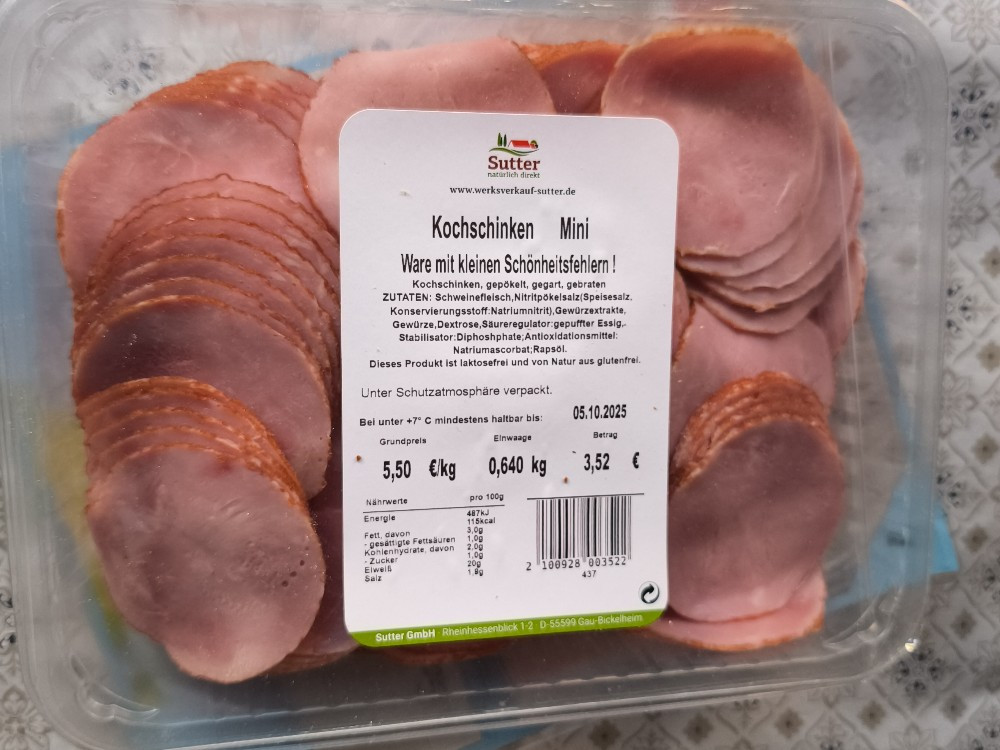 Sutter
natürlich direkt
www.werksverkauf-sutter.de
Kochschinken Mini
Ware mit kleinen Schönheitsfehlern !
Kochschinken, gepökelt, gegart, gebraten
ZUTATEN: Schweinefleisch,Nitritpökelsalz(Speisesalz,
Konservierungsstoff:Natriumnitrit),Gewürzextrakte,
Gewürze,Dextrose,Säureregulator:gepuffter Essig,.
Stabilisator:Diphoshphate;Antioxidationsmittel:
Natriumascorbat;Rapsöl.
Dieses Produkt ist laktosefrei und von Natur aus glutenfrei.
Unter Schutzatmosphäre verpackt.
Bei unter +7° C mindestens haltbar bis: 05.10.2025
Grundpreis Einwaage Betrag
5,50 €/kg 0,640 kg 3,52 €
Nährwerte pro 100g
Energie 487kJ
115kcal
Fett, davon 3,0g
- gesättigte Fettsäuren 1,0g
Kohlenhydrate, davon 2,0g
- Zucker 1,0g
Eiweiß 20g
Salz 1,9g
2 100928 003522
437
Sutter GmbH · Rheinhessenblick 1-2 · D-55599 Gau-Bickelheim